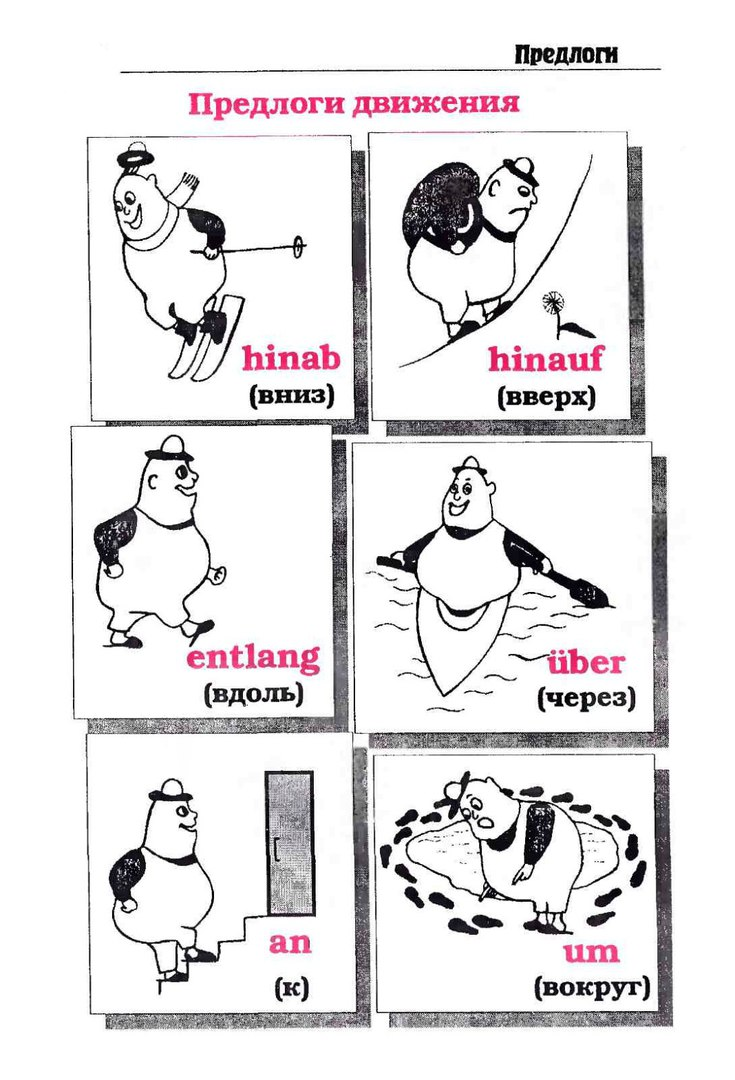 Предлоги
Предлоги движения
hinab
(вниз)
hinauf
(вверх)
entlang
(вдоль)
über
(через)
an
(к)
um
(вокруг)